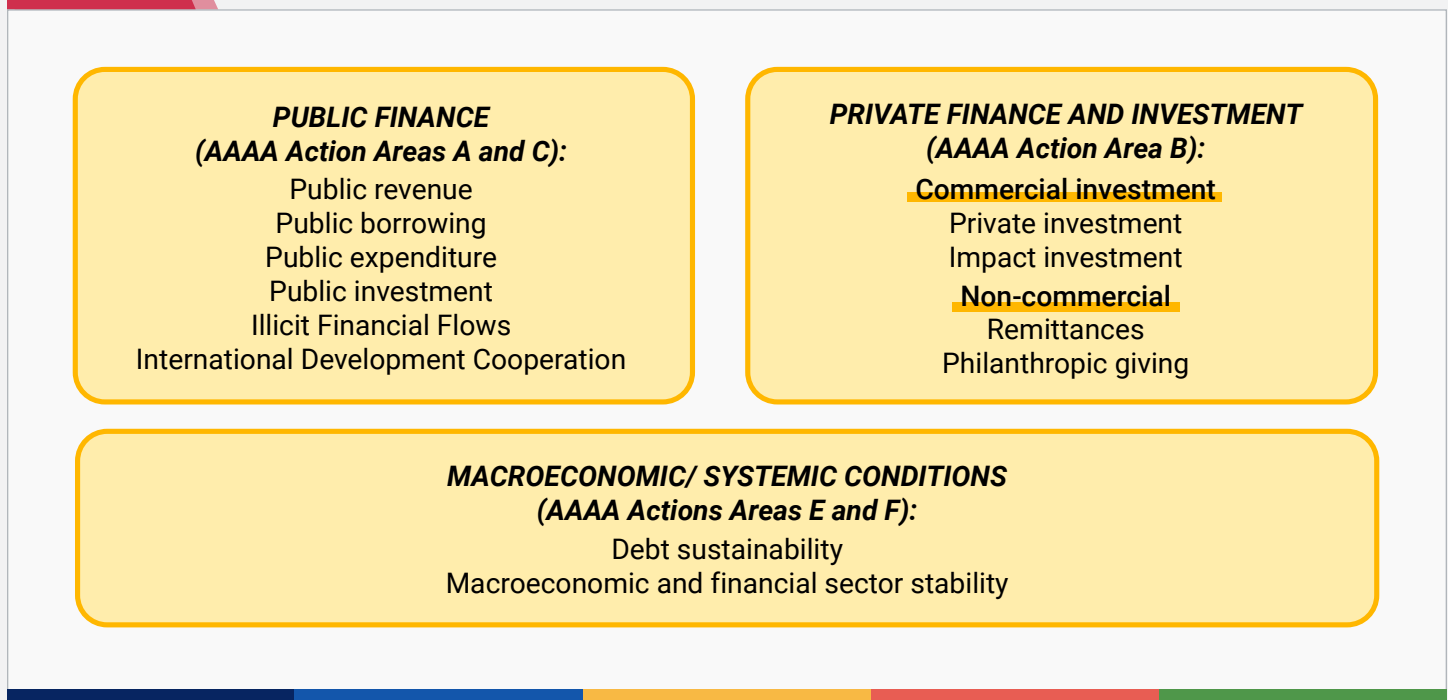 PUBLIC FINANCE
(AAAA Action Areas A and C):
Public revenue
Public borrowing
Public expenditure
Public investment
Illicit Financial Flows
International Development Cooperation
PRIVATE FINANCE AND INVESTMENT
(AAAA Action Area B):
Commercial investment
Private investment
Impact investment
Non-commercial
Remittances
Philanthropic giving
MACROECONOMIC/ SYSTEMIC CONDITIONS
(AAAA Actions Areas E and F):
Debt sustainability
Macroeconomic and financial sector stability